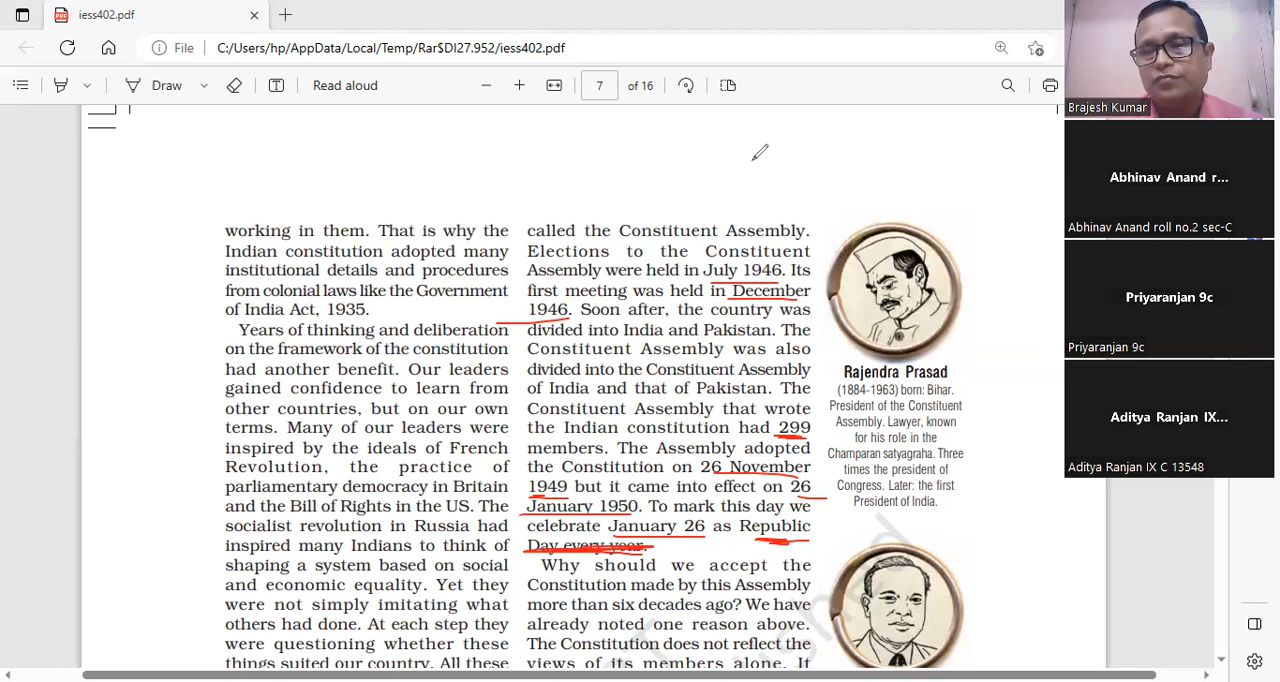 iess402.pdf
File C:/Users/hp/AppData/Local/Temp/Rar$DI27.952/iess402.pdf
Draw Read aloud 7 of 16
working in them. That is why the
Indian constitution adopted many
institutional details and procedures
from colonial laws like the Government
of India Act, 1935.
Years of thinking and deliberation
on the framework of the constitution
had another benefit. Our leaders
gained confidence to learn from
other countries, but on our own
terms. Many of our leaders were
inspired by the ideals of French
Revolution, the practice of
parliamentary democracy in Britain
and the Bill of Rights in the US. The
socialist revolution in Russia had
inspired many Indians to think of
shaping a system based on social
and economic equality. Yet they
were not simply imitating what
others had done. At each step they
were questioning whether these
things suited our country. All these
called the Constituent Assembly.
Elections to the Constituent
Assembly were held in July 1946. Its
first meeting was held in December
1946. Soon after, the country was
divided into India and Pakistan. The
Constituent Assembly was also
divided into the Constituent Assembly
of India and that of Pakistan. The
Constituent Assembly that wrote
the Indian constitution had 299
members. The Assembly adopted
the Constitution on 26 November
1949 but it came into effect on 26
January 1950. To mark this day we
celebrate January 26 as Republic
Day every year.
Why should we accept the
Constitution made by this Assembly
more than six decades ago? We have
already noted one reason above.
The Constitution does not reflect the
views of its members alone. It
Rajendra Prasad
(1884-1963) born: Bihar.
President of the Constituent
Assembly. Lawyer, known
for his role in the
Champaran satyagraha. Three
times the president of
Congress. Later: the first
President of India.
Brajesh Kumar
Abhinav Anand r...
Abhinav Anand roll no.2 sec-C
Priyaranjan 9c
Priyaranjan 9c
Aditya Ranjan IX...
Aditya Ranjan IX C 13548